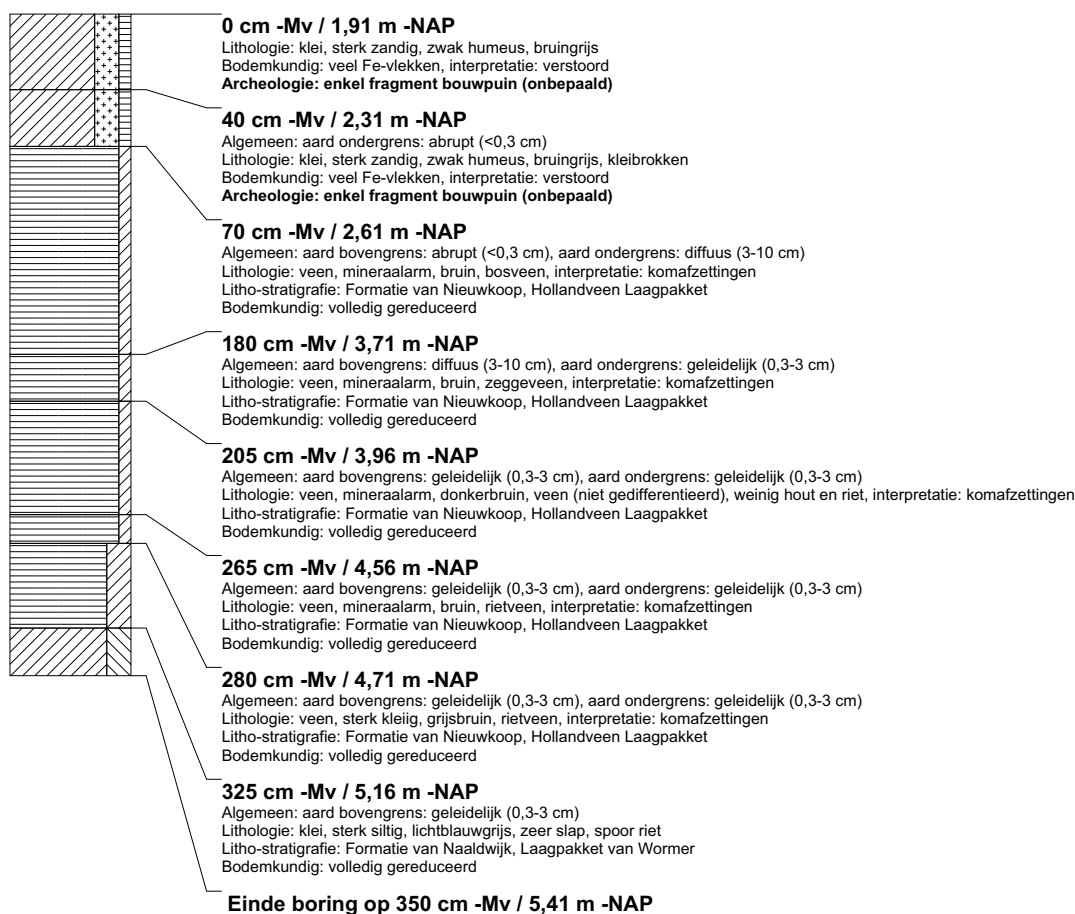 0 cm -Mv / 1,91 m -NAP
Lithologie: klei, sterk zandig, zwak humeus, bruingrijs
Bodemkundig: veel Fe-vlekken, interpretatie: verstoord
Archeologie: enkel fragment bouwpuin (onbepaald)
40 cm -Mv / 2,31 m -NAP
Algemeen: aard ondergrens: abrupt (<0,3 cm)
Lithologie: klei, sterk zandig, zwak humeus, bruingrijs, kleibrokken
Bodemkundig: veel Fe-vlekken, interpretatie: verstoord
Archeologie: enkel fragment bouwpuin (onbepaald)
70 cm -Mv / 2,61 m -NAP
Algemeen: aard bovengrens: abrupt (<0,3 cm), aard ondergrens: diffuus (3-10 cm)
Lithologie: veen, mineraalarm, bruin, bosveen, interpretatie: komafzettingen
Litho-stratigrafie: Formatie van Nieuwkoop, Hollandveen Laagpakket
Bodemkundig: volledig gereduceerd
180 cm -Mv / 3,71 m -NAP
Algemeen: aard bovengrens: diffuus (3-10 cm), aard ondergrens: geleidelijk (0,3-3 cm)
Lithologie: veen, mineraalarm, bruin, zeggeveen, interpretatie: komafzettingen
Litho-stratigrafie: Formatie van Nieuwkoop, Hollandveen Laagpakket
Bodemkundig: volledig gereduceerd
205 cm -Mv / 3,96 m -NAP
Algemeen: aard bovengrens: geleidelijk (0,3-3 cm), aard ondergrens: geleidelijk (0,3-3 cm)
Lithologie: veen, mineraalarm, donkerbruin, veen (niet gedifferentieerd), weinig hout en riet, interpretatie: komafzettingen
Litho-stratigrafie: Formatie van Nieuwkoop, Hollandveen Laagpakket
Bodemkundig: volledig gereduceerd
265 cm -Mv / 4,56 m -NAP
Algemeen: aard bovengrens: geleidelijk (0,3-3 cm), aard ondergrens: geleidelijk (0,3-3 cm)
Lithologie: veen, mineraalarm, bruin, rietveen, interpretatie: komafzettingen
Litho-stratigrafie: Formatie van Nieuwkoop, Hollandveen Laagpakket
Bodemkundig: volledig gereduceerd
280 cm -Mv / 4,71 m -NAP
Algemeen: aard bovengrens: geleidelijk (0,3-3 cm), aard ondergrens: geleidelijk (0,3-3 cm)
Lithologie: veen, sterk kleiig, grijsbruin, rietveen, interpretatie: komafzettingen
Litho-stratigrafie: Formatie van Nieuwkoop, Hollandveen Laagpakket
Bodemkundig: volledig gereduceerd
325 cm -Mv / 5,16 m -NAP
Algemeen: aard bovengrens: geleidelijk (0,3-3 cm)
Lithologie: klei, sterk siltig, lichtblauwgrijs, zeer slap, spoor riet
Litho-stratigrafie: Formatie van Naaldwijk, Laagpakket van Wormer
Bodemkundig: volledig gereduceerd
Einde boring op 350 cm -Mv / 5,41 m -NAP